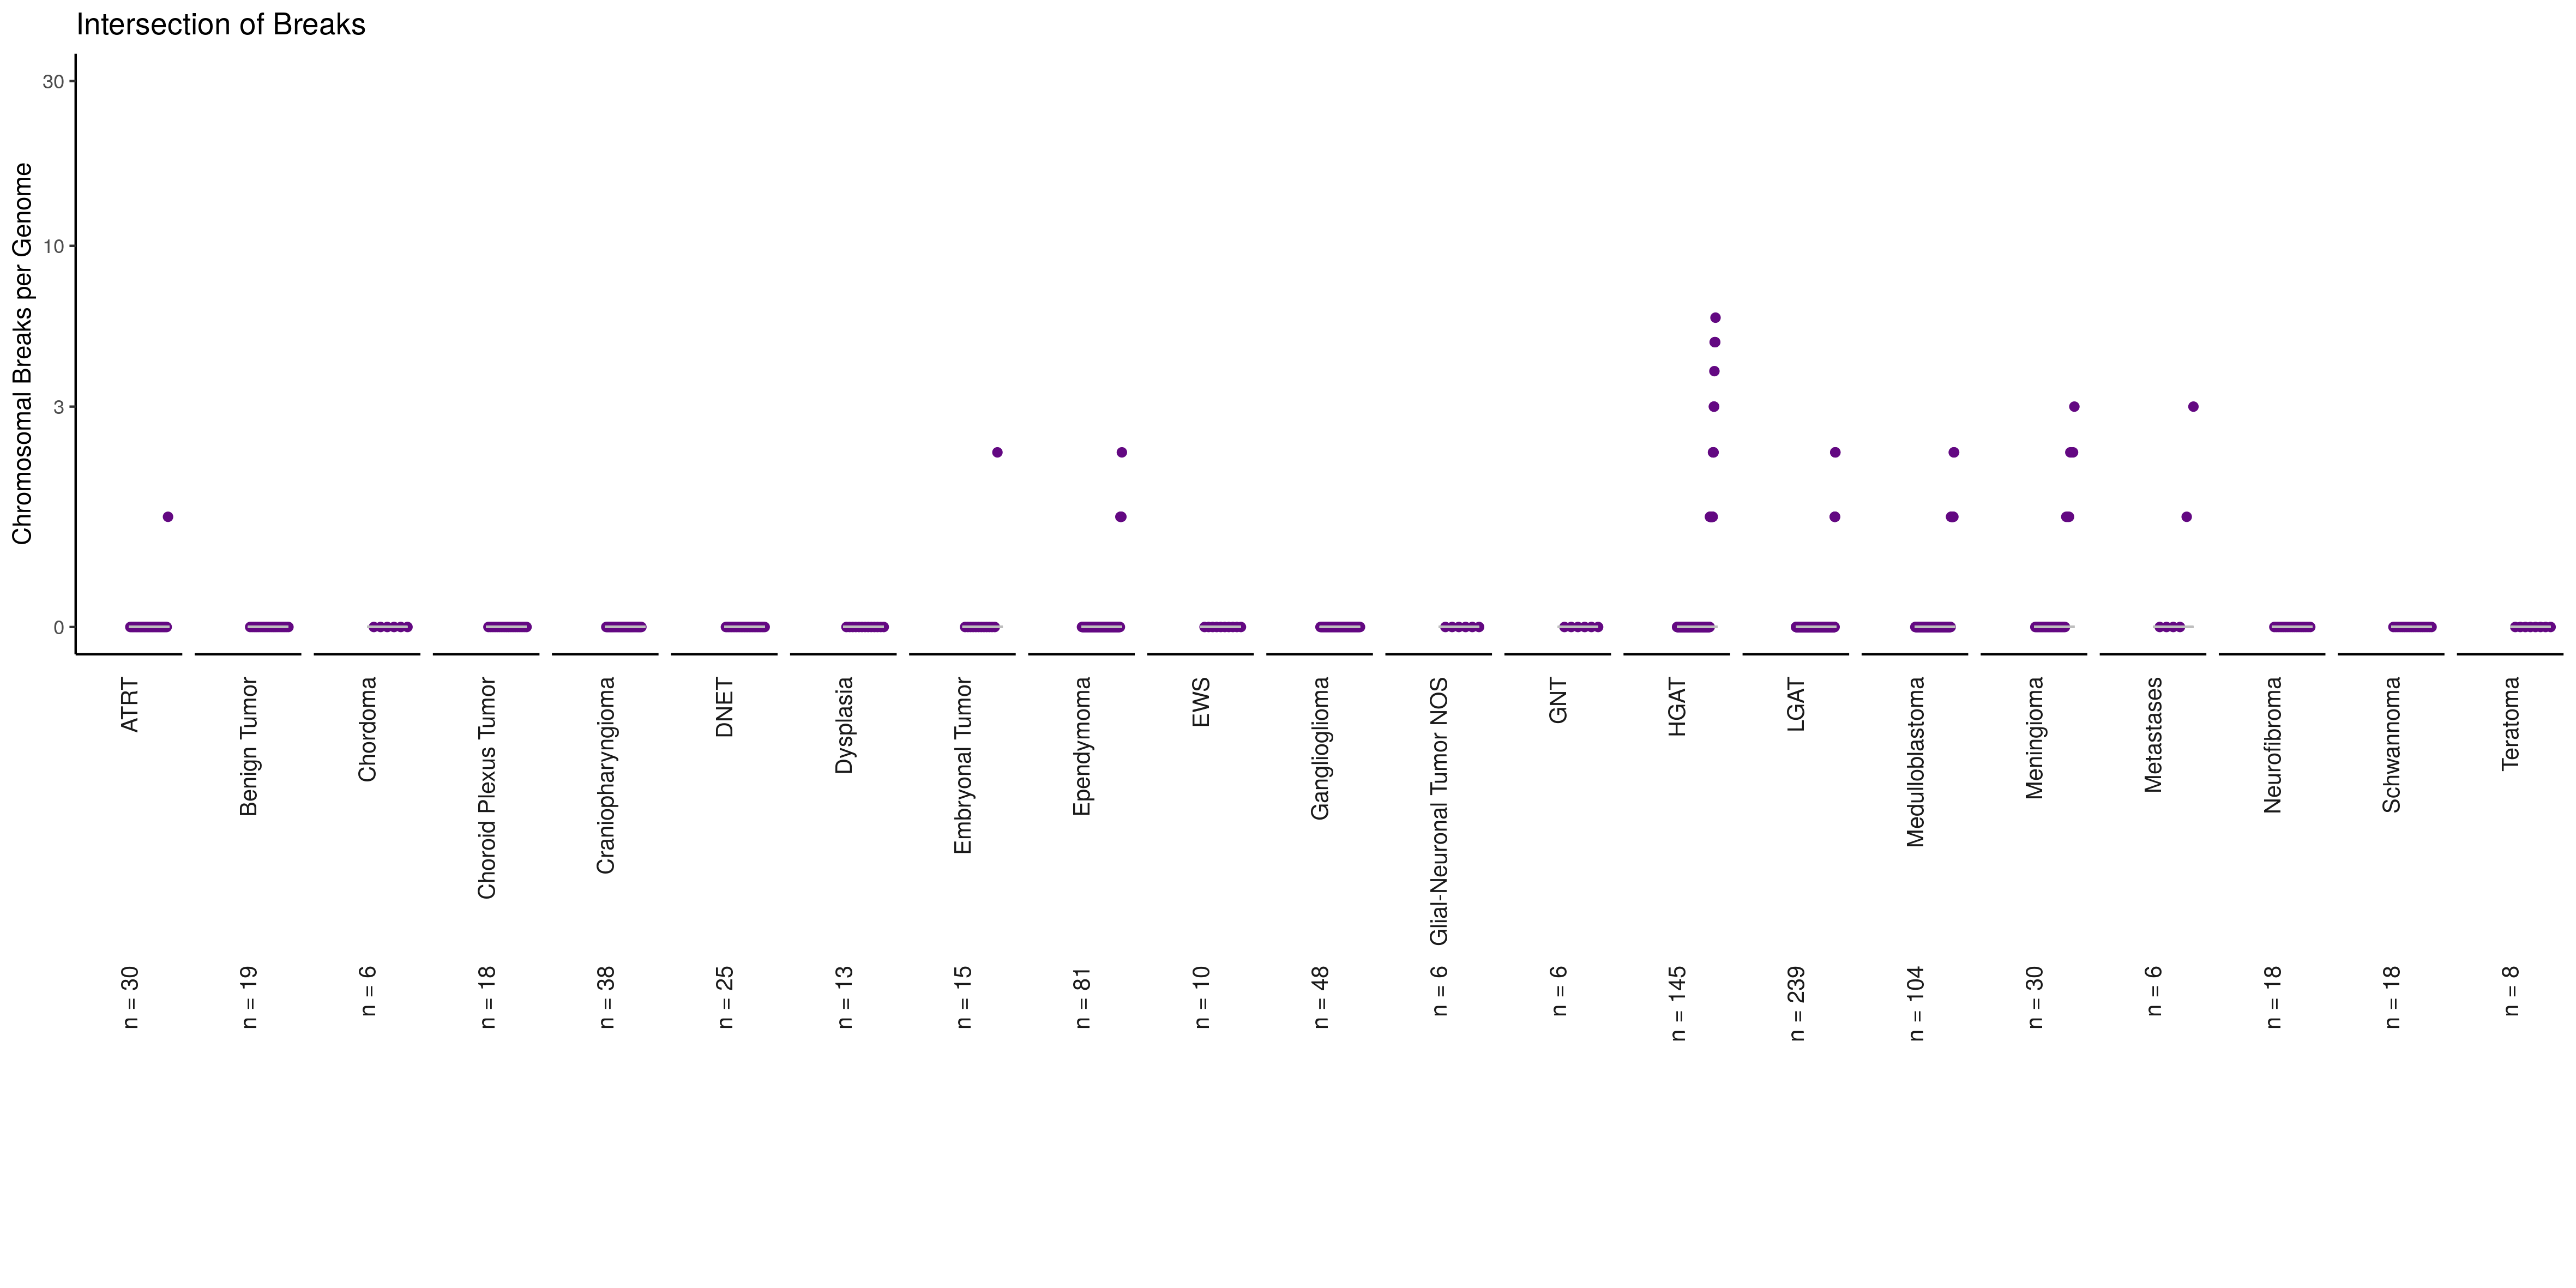 Intersection of Breaks
Chromosomal Breaks per Genome
30
10
3
0
ATRT
Benign Tumor
Chordoma
Choroid Plexus Tumor
Craniopharyngioma
DNET
Dysplasia
Embryonal Tumor
Ependymoma
EWS
Ganglioglioma
Glial-Neuronal Tumor NOS
GNT
HGAT
LGAT
Medulloblastoma
Meningioma
Metastases
Neurofibroma
Schwannoma
Teratoma
n = 30
n = 19
n = 6
n = 18
n = 38
n = 25
n = 13
n = 15
n = 81
n = 10
n = 48
n = 6
n = 6
n = 145
n = 239
n = 104
n = 30
n = 6
n = 18
n = 18
n = 8